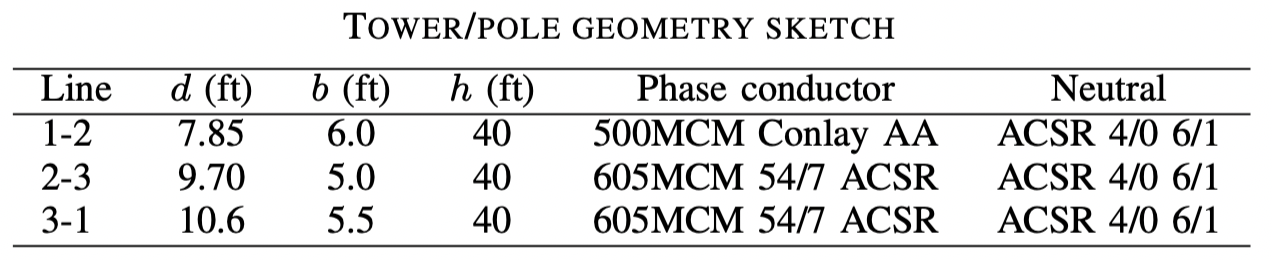 TOWER/POLE GEOMETRY SKETCH
Line d (ft) b (ft) h (ft) Phase conductor Neutral
1-2 7.85 6.0 40 500MCM Conlay AA ACSR 4/0 6/1
2-3 9.70 5.0 40 605MCM 54/7 ACSR ACSR 4/0 6/1
3-1 10.6 5.5 40 605MCM 54/7 ACSR ACSR 4/0 6/1